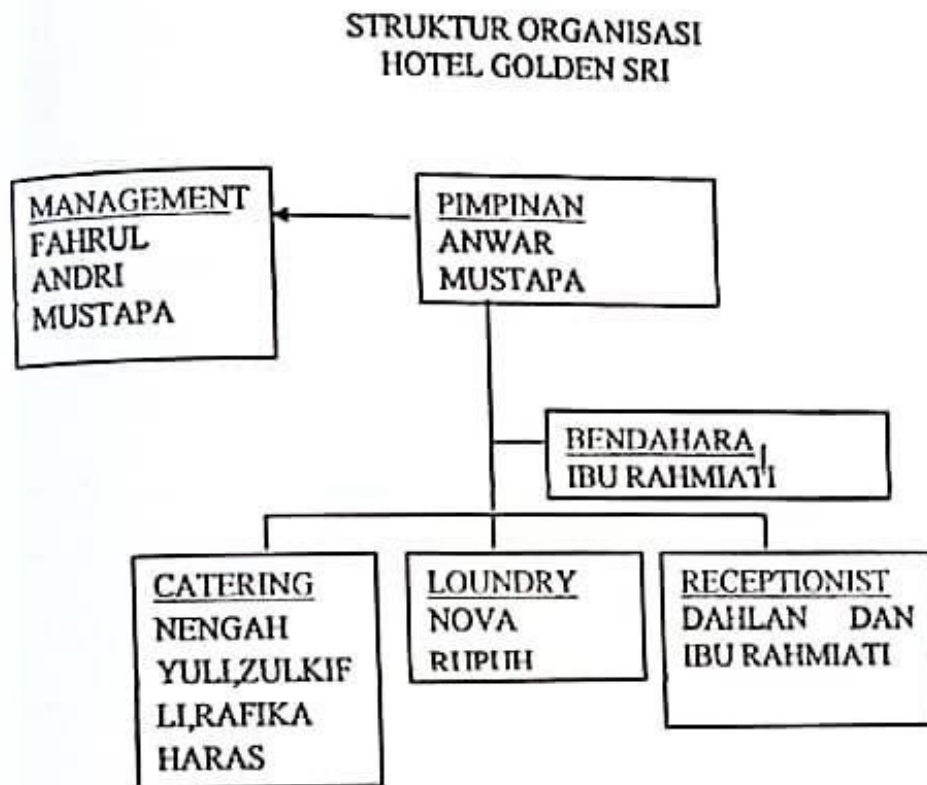 STRUKTUR ORGANISASI
HOTEL GOLDEN SRI
MANAGEMENT
FAHRUL
ANDRI
MUSTAPA
PIMPINAN
ANWAR
MUSTAPA
BENDAHARA
IBU RAHMIATI
CATERING
NENGAH
YULI,ZULKIF
LI,RAFIKA
HARAS
LOUNDRY
NOVA
RECEPTIONIST
DAHLAN DAN
IBU RAHMIATI